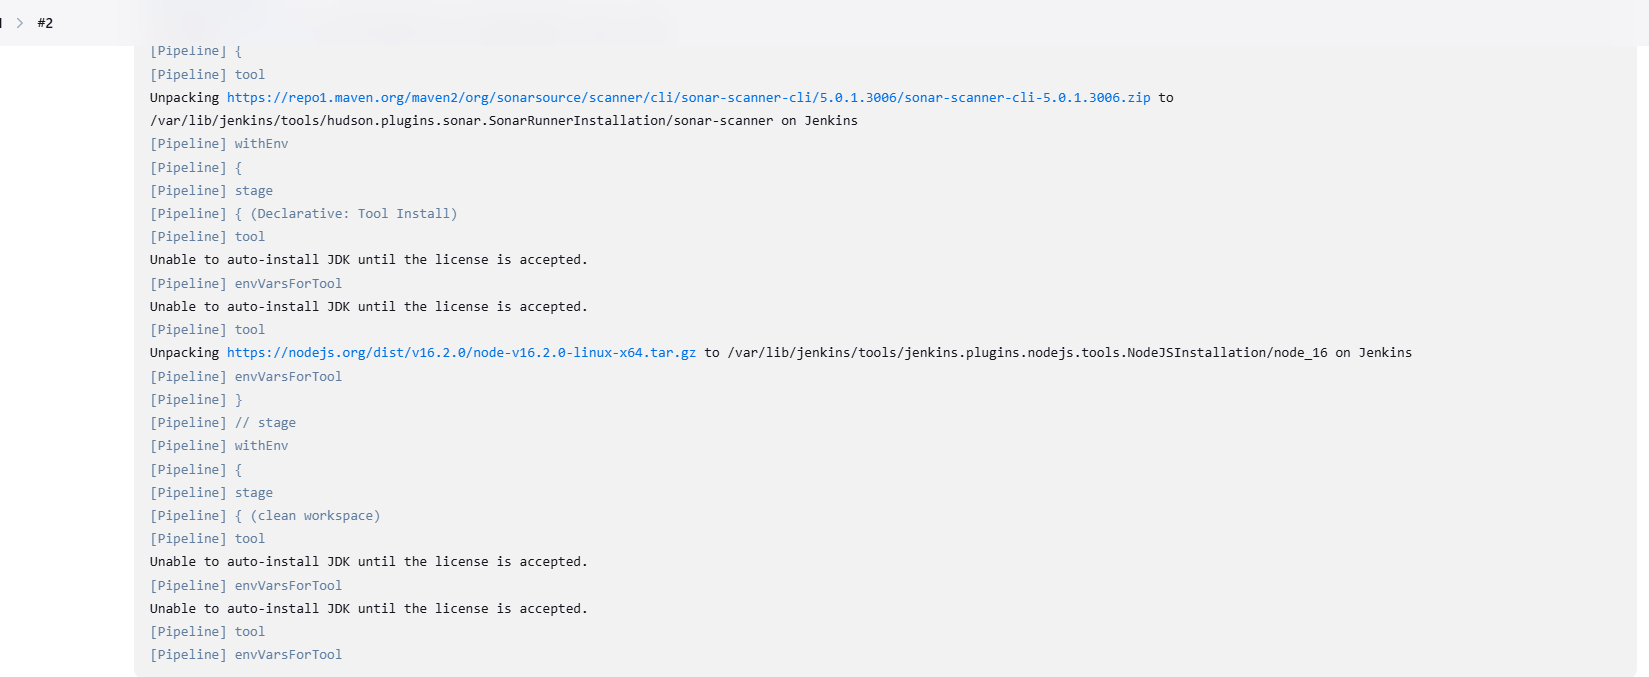 #2
[Pipeline] {
[Pipeline] tool
Unpacking https://repo1.maven.org/maven2/org/sonarsource/scanner/cli/sonar-scanner-cli/5.0.1.3006/sonar-scanner-cli-5.0.1.3006.zip to
/var/lib/jenkins/tools/hudson.plugins.sonar.SonarRunnerInstallation/sonar-scanner on Jenkins
[Pipeline] withEnv
[Pipeline] {
[Pipeline] stage
[Pipeline] { (Declarative: Tool Install)
[Pipeline] tool
Unable to auto-install JDK until the license is accepted.
[Pipeline] envVarsForTool
Unable to auto-install JDK until the license is accepted.
[Pipeline] tool
Unpacking https://nodejs.org/dist/v16.2.0/node-v16.2.0-linux-x64.tar.gz to /var/lib/jenkins/tools/jenkins.plugins.nodejs.tools.NodeJSInstallation/node_16 on Jenkins
[Pipeline] envVarsForTool
[Pipeline] }
[Pipeline] // stage
[Pipeline] withEnv
[Pipeline] {
[Pipeline] stage
[Pipeline] { (clean workspace)
[Pipeline] tool
Unable to auto-install JDK until the license is accepted.
[Pipeline] envVarsForTool
Unable to auto-install JDK until the license is accepted.
[Pipeline] tool
[Pipeline] envVarsForTool